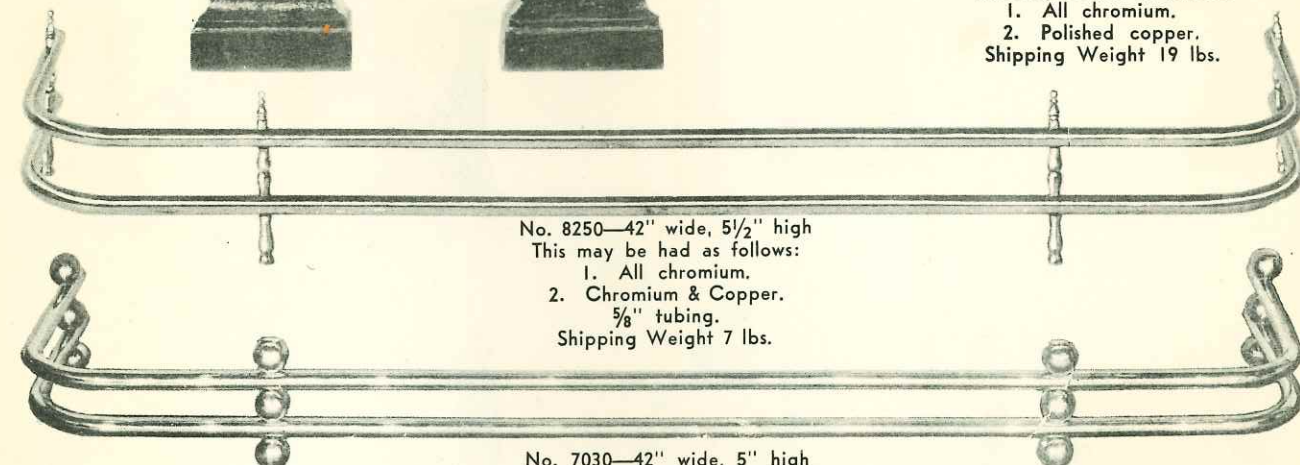 1. All chromium.
2. Polished copper.
Shipping Weight 19 lbs.
No. 8250—42" wide, 5½" high
This may be had as follows:
1. All chromium.
2. Chromium & Copper.
⅝" tubing.
Shipping Weight 7 lbs.
No. 7030—42" wide, 5" high